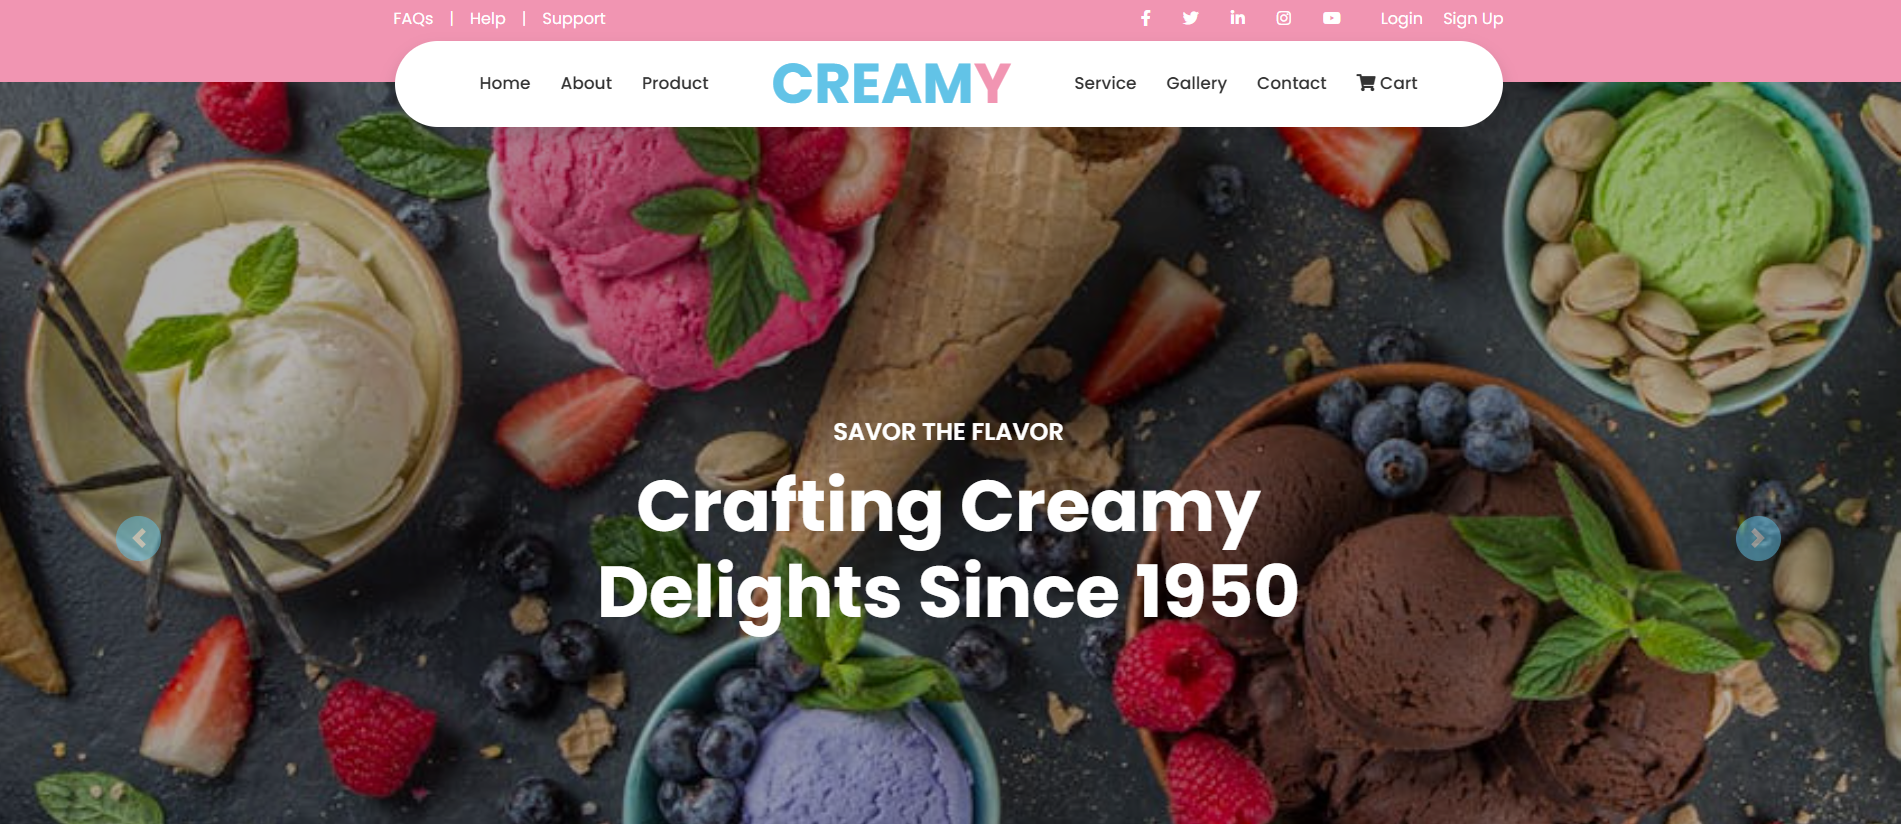 FAQs | Help | Support
Login Sign Up
Home About Product CREAMY Service Gallery Contact Cart
SAVOR THE FLAVOR
Crafting Creamy
Delights Since 1950